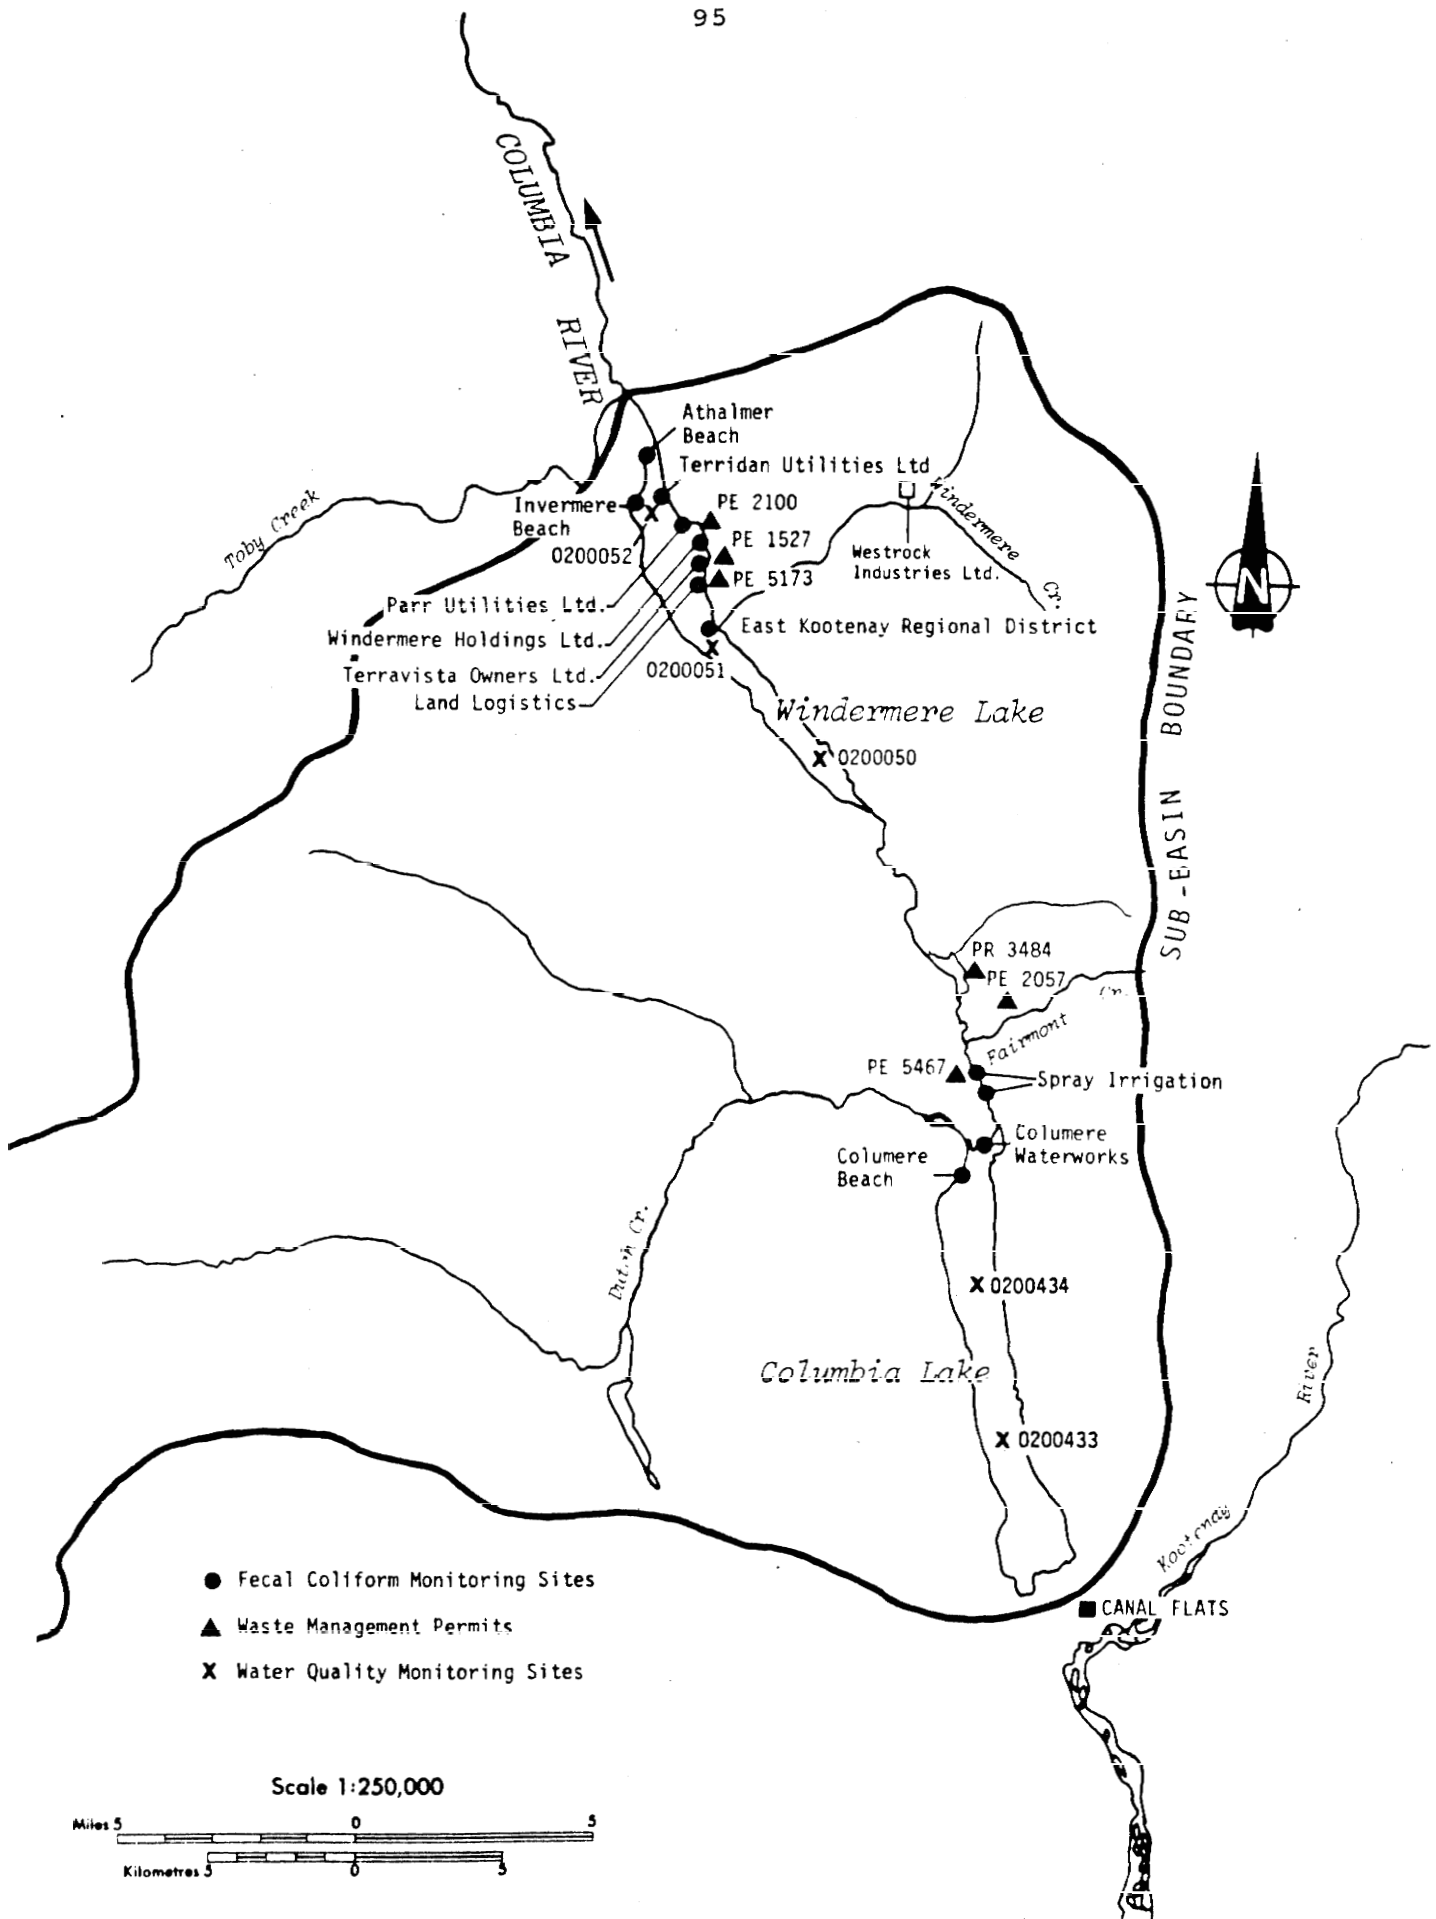 95
COLUMBIA
RIVER
Athalmer
Beach
Terridan Utilities Ltd
Invermere
Beach
PE 2100
0200052
PE 1527
PE 5173
Toby Creek
Windermere
Cr.
Westrock
Industries Ltd.
Parr Utilities Ltd.
Windermere Holdings Ltd.
Terravista Owners Ltd.
Land Logistics
East Kootenay Regional District
0200051
N
Windermere Lake
0200050
SUB-BASIN BOUNDARY
PR 3484
PE 2057
Fairmont
Cr.
PE 5467
Spray Irrigation
Columere
Waterworks
Columere
Beach
Cr.
0200434
Columbia Lake
0200433
Kootenay
River
CANAL FLATS
Fecal Coliform Monitoring Sites
Waste Management Permits
X Water Quality Monitoring Sites
Scale 1:250,000
Miles 5 0 5
Kilometres 5 0 5